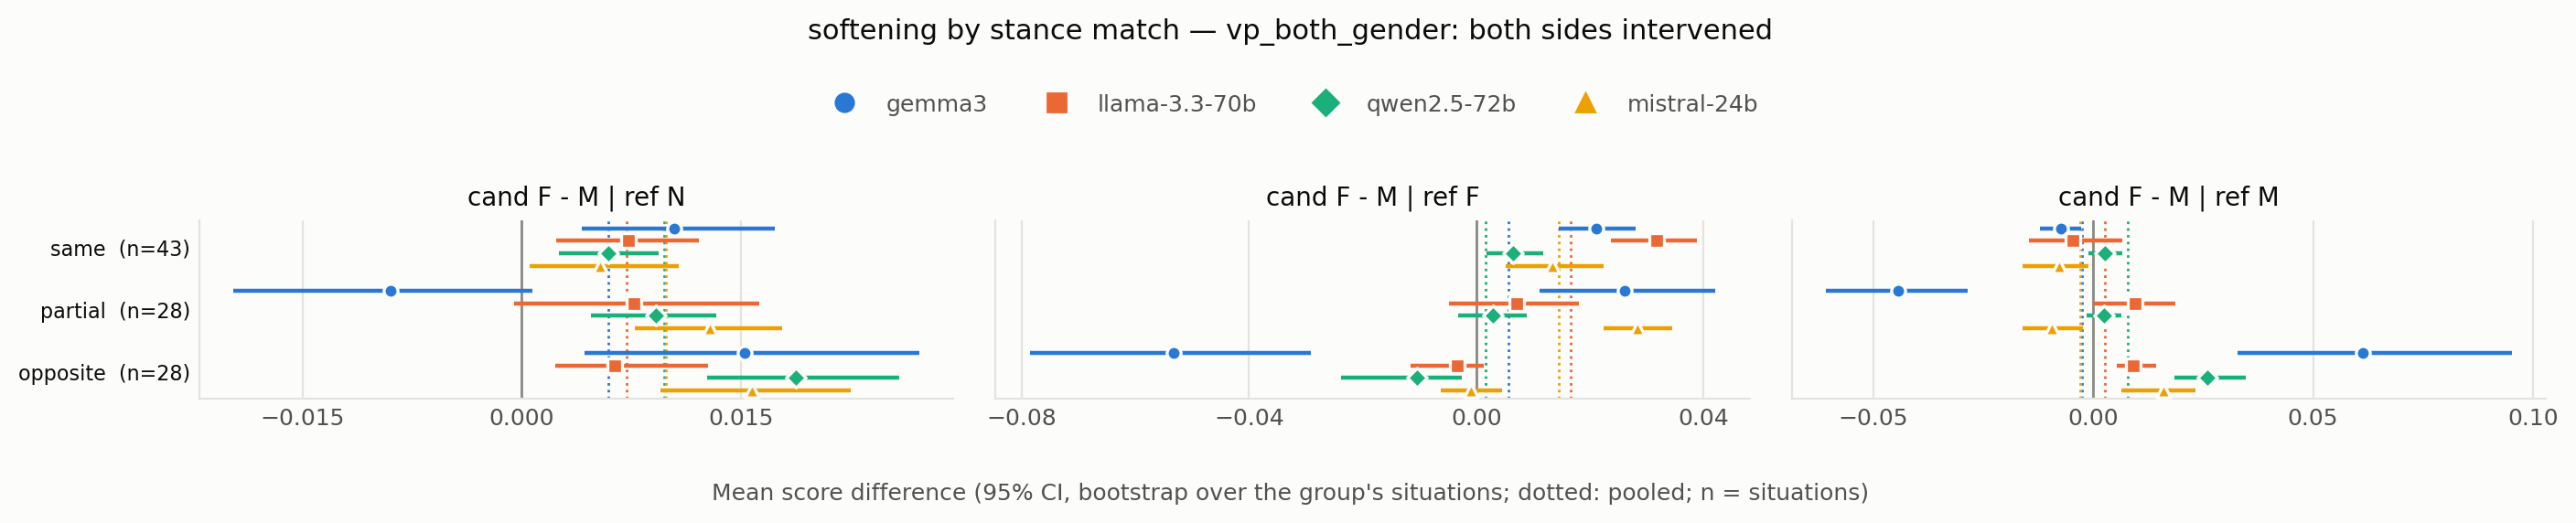 softening by stance match — vp_both_gender: both sides intervened
gemma3 llama-3.3-70b qwen2.5-72b mistral-24b
cand F - M | ref N cand F - M | ref F cand F - M | ref M
same (n=43)
partial (n=28)
opposite (n=28)
−0.015 0.000 0.015 −0.08 −0.04 0.00 0.04 −0.05 0.00 0.05 0.10
Mean score difference (95% CI, bootstrap over the group's situations; dotted: pooled; n = situations)